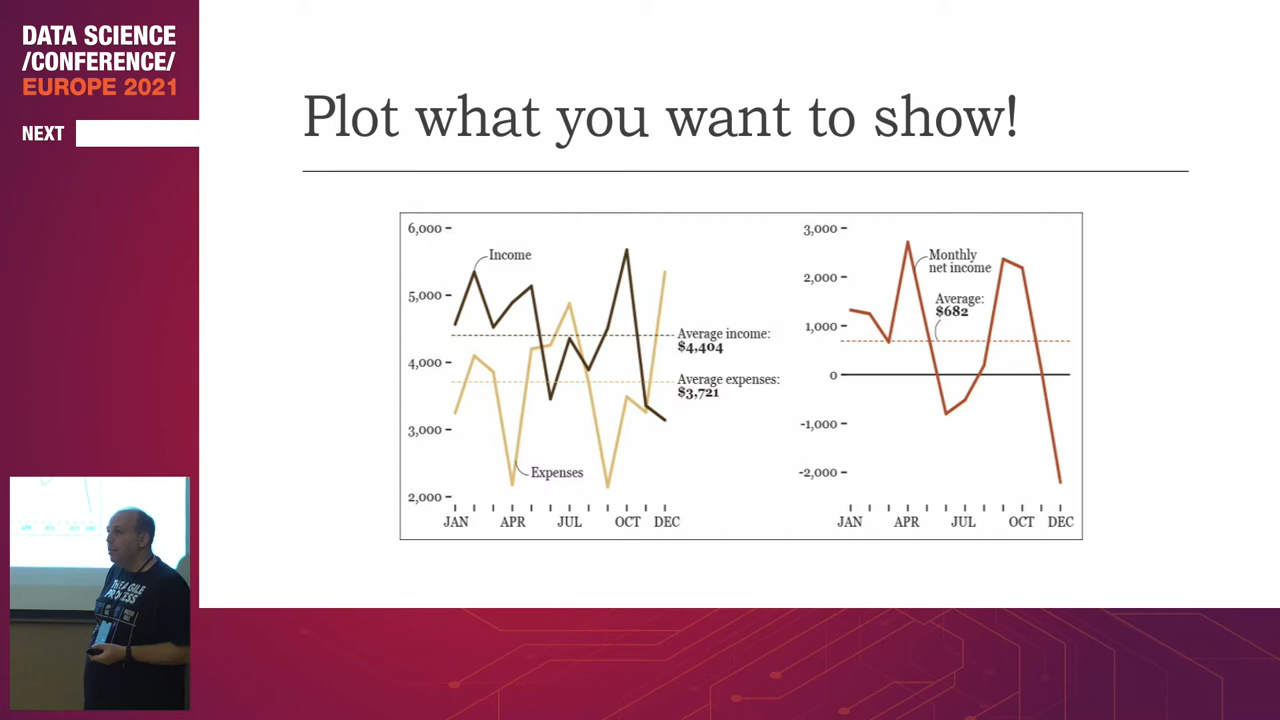 DATA SCIENCE
/CONFERENCE/
EUROPE 2021
NEXT
Plot what you want to show!
6,000
5,000
4,000
3,000
2,000
Income
Expenses
Average income:
$4,404
Average expenses:
$3,721
JAN APR JUL OCT DEC
3,000
2,000
1,000
0
-1,000
-2,000
Monthly
net income
Average:
$682
JAN APR JUL OCT DEC
THE AGILE
PROCESS